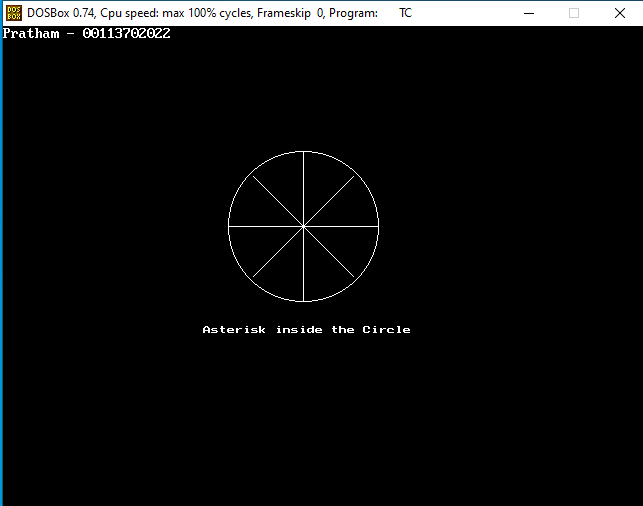 DOS BOX DOSBox 0.74, Cpu speed: max 100% cycles, Frameskip 0, Program: TC
Pratham - 00113702022
Asterisk inside the Circle